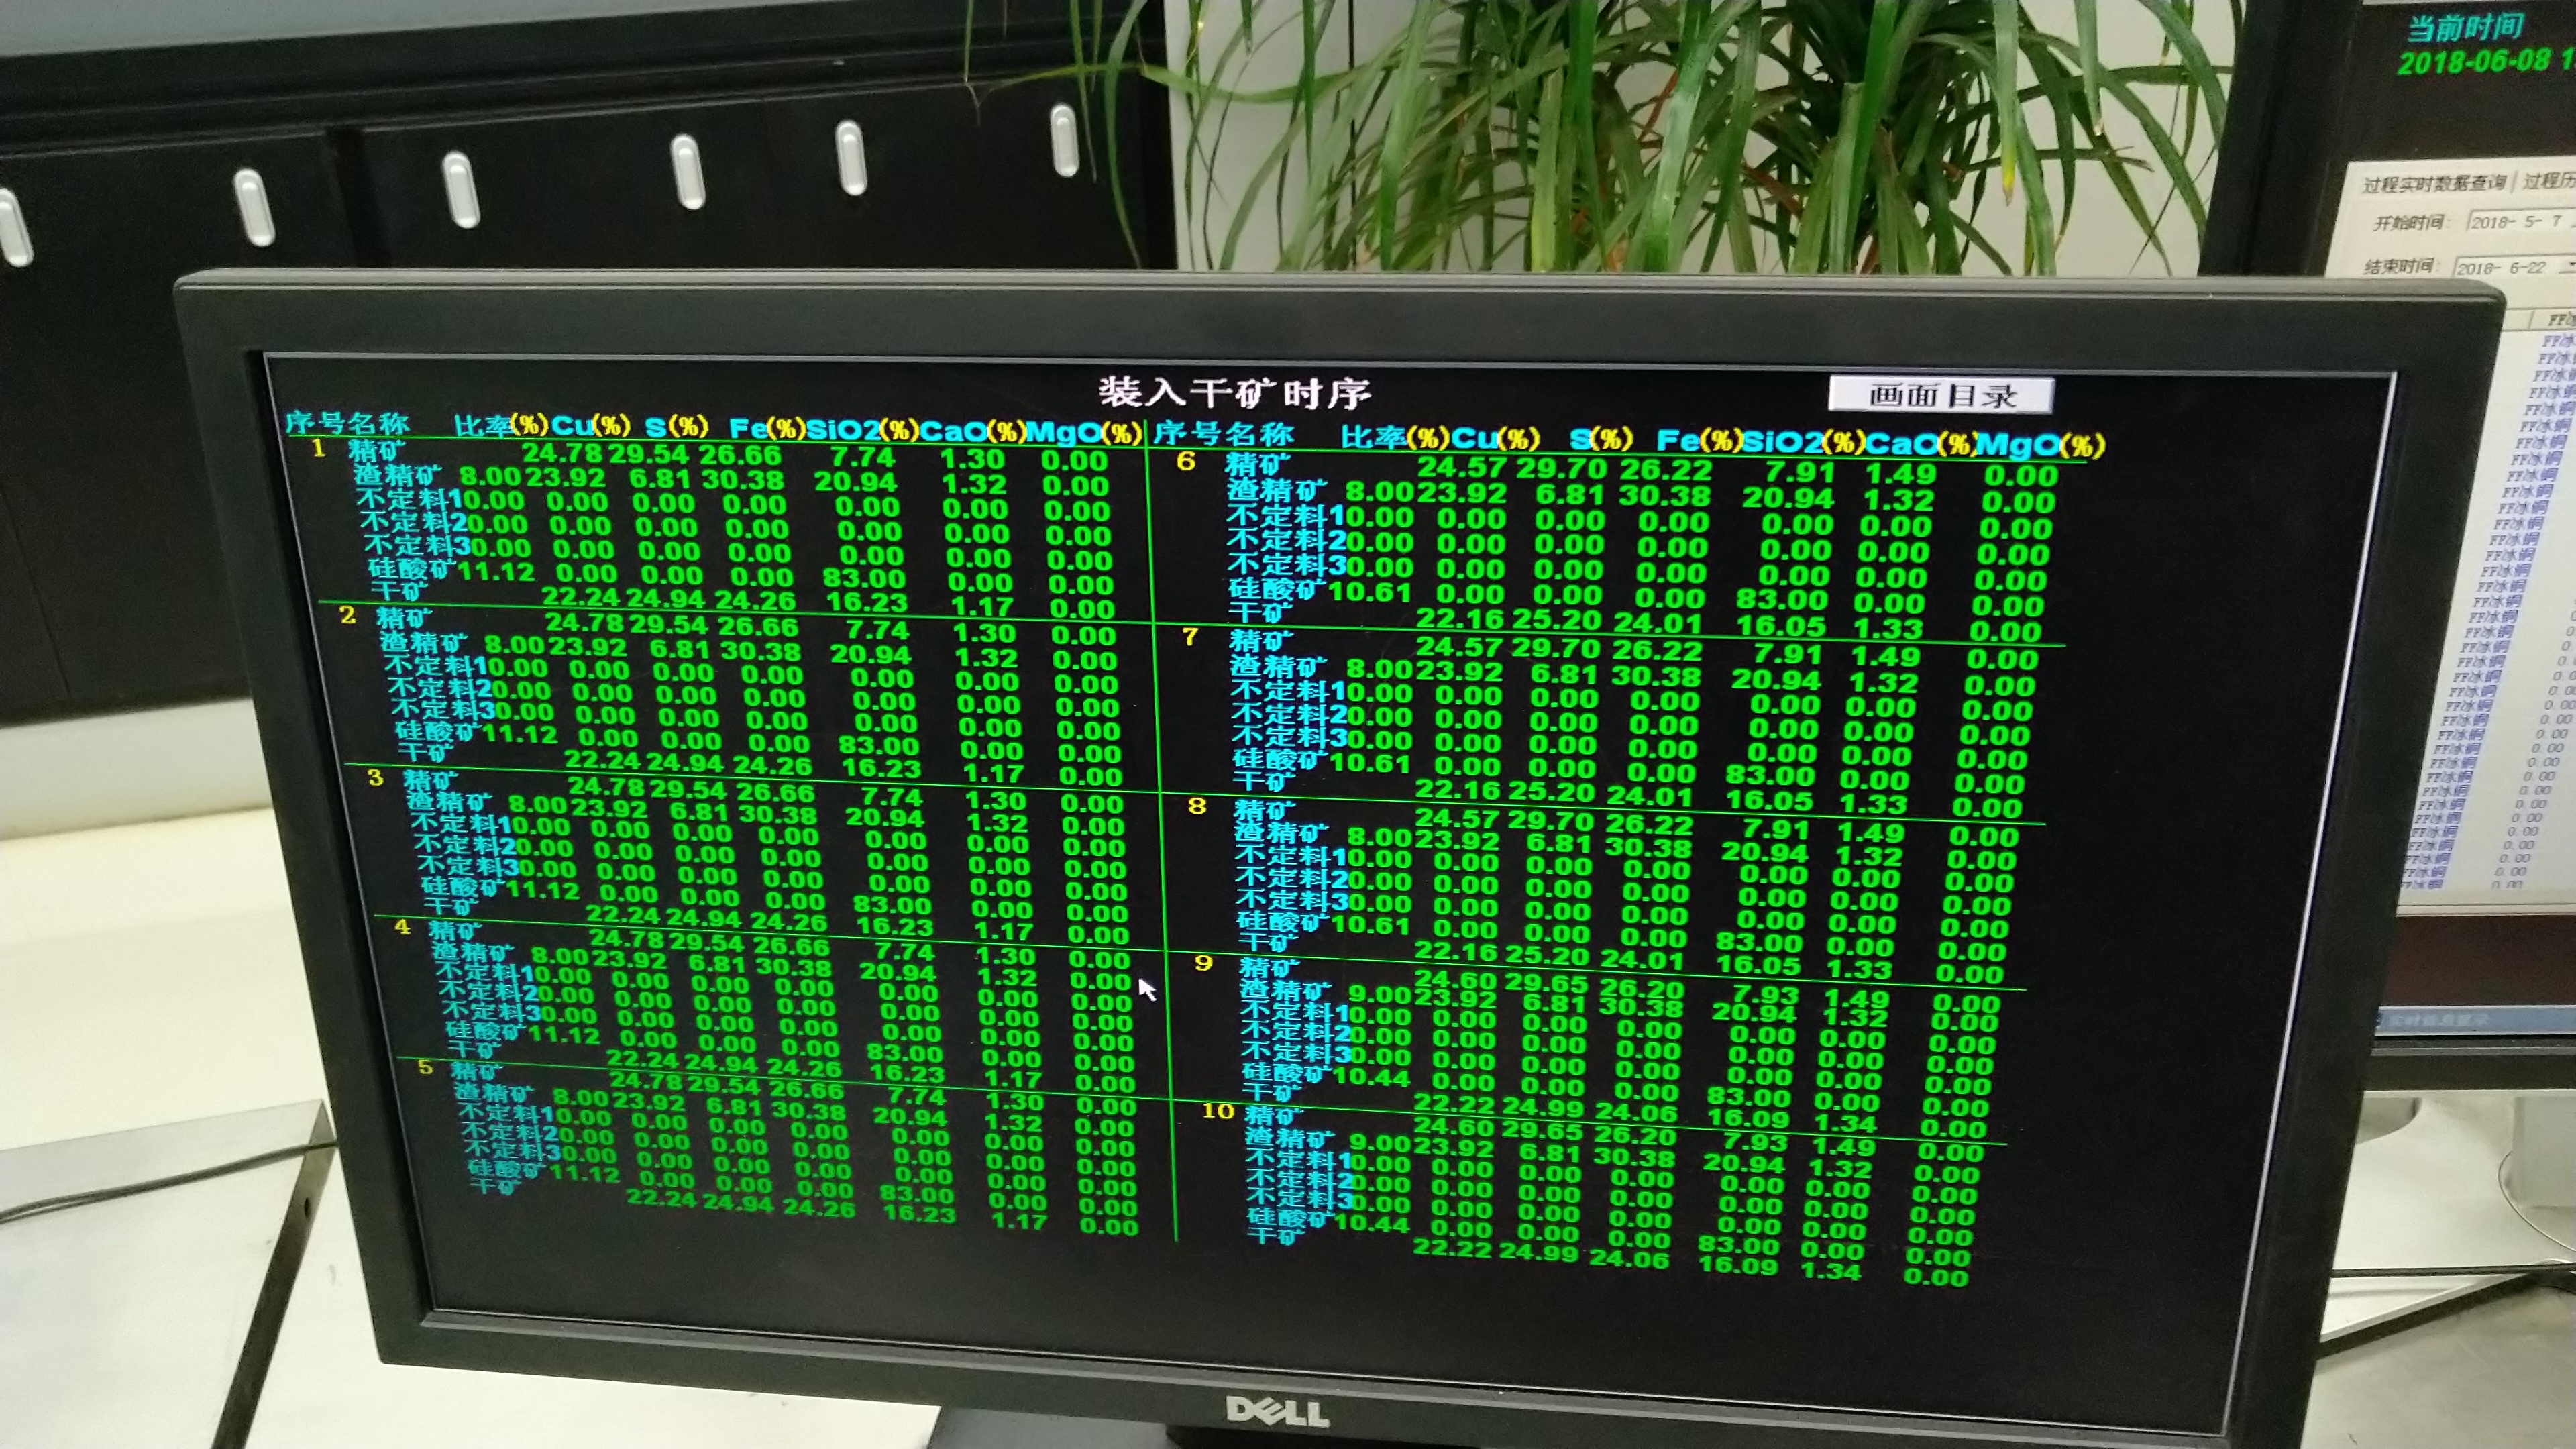 当前时间
2018-06-08 1
过程实时数据查询 过程历
开始时间: 2018- 5- 7
结束时间: 2018- 6-22
装入干矿时序
画面目录
序号名称 比率(%) Cu(%) S(%) Fe(%) SiO2(%) CaO(%) MgO(%)
1 精矿 24.78 29.54 26.66 7.74 1.30 0.00
渣精矿 8.00 23.92 6.81 30.38 20.94 1.32 0.00
不定料1 0.00 0.00 0.00 0.00 0.00 0.00 0.00
不定料2 0.00 0.00 0.00 0.00 0.00 0.00 0.00
不定料3 0.00 0.00 0.00 0.00 0.00 0.00 0.00
硅酸矿 11.12 0.00 0.00 0.00 83.00 0.00 0.00
干矿 22.24 24.94 24.26 16.23 1.17 0.00
2 精矿 24.78 29.54 26.66 7.74 1.30 0.00
渣精矿 8.00 23.92 6.81 30.38 20.94 1.32 0.00
不定料1 0.00 0.00 0.00 0.00 0.00 0.00 0.00
不定料2 0.00 0.00 0.00 0.00 0.00 0.00 0.00
不定料3 0.00 0.00 0.00 0.00 0.00 0.00 0.00
硅酸矿 11.12 0.00 0.00 0.00 83.00 0.00 0.00
干矿 22.24 24.94 24.26 16.23 1.17 0.00
3 精矿 24.78 29.54 26.66 7.74 1.30 0.00
渣精矿 8.00 23.92 6.81 30.38 20.94 1.32 0.00
不定料1 0.00 0.00 0.00 0.00 0.00 0.00 0.00
不定料2 0.00 0.00 0.00 0.00 0.00 0.00 0.00
不定料3 0.00 0.00 0.00 0.00 0.00 0.00 0.00
硅酸矿 11.12 0.00 0.00 0.00 83.00 0.00 0.00
干矿 22.24 24.94 24.26 16.23 1.17 0.00
4 精矿 24.78 29.54 26.66 7.74 1.30 0.00
渣精矿 8.00 23.92 6.81 30.38 20.94 1.32 0.00
不定料1 0.00 0.00 0.00 0.00 0.00 0.00 0.00
不定料2 0.00 0.00 0.00 0.00 0.00 0.00 0.00
不定料3 0.00 0.00 0.00 0.00 0.00 0.00 0.00
硅酸矿 11.12 0.00 0.00 0.00 83.00 0.00 0.00
干矿 22.24 24.94 24.26 16.23 1.17 0.00
5 精矿 24.78 29.54 26.66 7.74 1.30 0.00
渣精矿 8.00 23.92 6.81 30.38 20.94 1.32 0.00
不定料1 0.00 0.00 0.00 0.00 0.00 0.00 0.00
不定料2 0.00 0.00 0.00 0.00 0.00 0.00 0.00
不定料3 0.00 0.00 0.00 0.00 0.00 0.00 0.00
硅酸矿 11.12 0.00 0.00 0.00 83.00 0.00 0.00
干矿 22.24 24.94 24.26 16.23 1.17 0.00
序号名称 比率(%) Cu(%) S(%) Fe(%) SiO2(%) CaO(%) MgO(%)
6 精矿 24.57 29.70 26.22 7.91 1.49 0.00
渣精矿 8.00 23.92 6.81 30.38 20.94 1.32 0.00
不定料1 0.00 0.00 0.00 0.00 0.00 0.00 0.00
不定料2 0.00 0.00 0.00 0.00 0.00 0.00 0.00
不定料3 0.00 0.00 0.00 0.00 0.00 0.00 0.00
硅酸矿 10.61 0.00 0.00 0.00 83.00 0.00 0.00
干矿 22.16 25.20 24.01 16.05 1.33 0.00
7 精矿 24.57 29.70 26.22 7.91 1.49 0.00
渣精矿 8.00 23.92 6.81 30.38 20.94 1.32 0.00
不定料1 0.00 0.00 0.00 0.00 0.00 0.00 0.00
不定料2 0.00 0.00 0.00 0.00 0.00 0.00 0.00
不定料3 0.00 0.00 0.00 0.00 0.00 0.00 0.00
硅酸矿 10.61 0.00 0.00 0.00 83.00 0.00 0.00
干矿 22.16 25.20 24.01 16.05 1.33 0.00
8 精矿 24.57 29.70 26.22 7.91 1.49 0.00
渣精矿 8.00 23.92 6.81 30.38 20.94 1.32 0.00
不定料1 0.00 0.00 0.00 0.00 0.00 0.00 0.00
不定料2 0.00 0.00 0.00 0.00 0.00 0.00 0.00
不定料3 0.00 0.00 0.00 0.00 0.00 0.00 0.00
硅酸矿 10.61 0.00 0.00 0.00 83.00 0.00 0.00
干矿 22.16 25.20 24.01 16.05 1.33 0.00
9 精矿 24.60 29.65 26.20 7.93 1.49 0.00
渣精矿 9.00 23.92 6.81 30.38 20.94 1.32 0.00
不定料1 0.00 0.00 0.00 0.00 0.00 0.00 0.00
不定料2 0.00 0.00 0.00 0.00 0.00 0.00 0.00
不定料3 0.00 0.00 0.00 0.00 0.00 0.00 0.00
硅酸矿 10.44 0.00 0.00 0.00 83.00 0.00 0.00
干矿 22.22 24.99 24.06 16.09 1.34 0.00
10 精矿 24.60 29.65 26.20 7.93 1.49 0.00
渣精矿 9.00 23.92 6.81 30.38 20.94 1.32 0.00
不定料1 0.00 0.00 0.00 0.00 0.00 0.00 0.00
不定料2 0.00 0.00 0.00 0.00 0.00 0.00 0.00
不定料3 0.00 0.00 0.00 0.00 0.00 0.00 0.00
硅酸矿 10.44 0.00 0.00 0.00 83.00 0.00 0.00
干矿 22.22 24.99 24.06 16.09 1.34 0.00
DELL